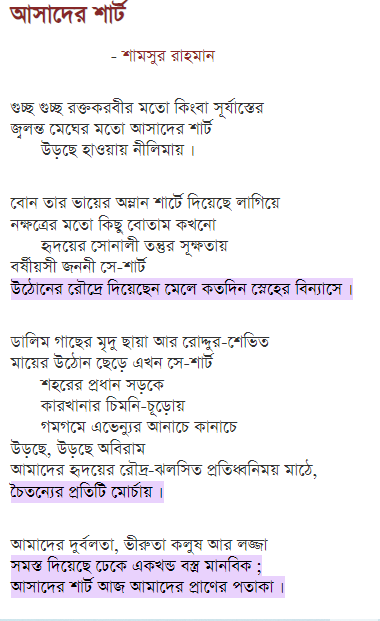 আসাদের শার্ট
- শামসুর রাহমান
গুচ্ছ গুচ্ছ রক্তকরবীর মতো কিংবা সূর্যাস্তের
জ্বলন্ত মেঘের মতো আসাদের শার্ট
উড়ছে হাওয়ায় নীলিমায় ।
বোন তার ভায়ের অম্লান শার্টে দিয়েছে লাগিয়ে
নক্ষত্রের মতো কিছু বোতাম কখনো
হৃদয়ের সোনালী তন্তুর সূক্ষতায়
বর্ষীয়সী জননী সে-শার্ট
উঠোনের রৌদ্রে দিয়েছেন মেলে কতদিন স্নেহের বিন্যাসে ।
ডালিম গাছের মৃদু ছায়া আর রোদ্দুর-শেভিত
মায়ের উঠোন ছেড়ে এখন সে-শার্ট
শহরের প্রধান সড়কে
কারখানার চিমনি-চূড়োয়
গমগমে এভেন্যুর আনাচে কানাচে
উড়ছে, উড়ছে অবিরাম
আমাদের হৃদয়ের রৌদ্র-ঝলসিত প্রতিধ্বনিময় মাঠে,
চৈতন্যের প্রতিটি মোর্চায় ।
আমাদের দুর্বলতা, ভীরুতা কলুষ আর লজ্জা
সমস্ত দিয়েছে ঢেকে একখন্ড বস্ত্র মানবিক ;
আসাদের শার্ট আজ আমাদের প্রাণের পতাকা ।